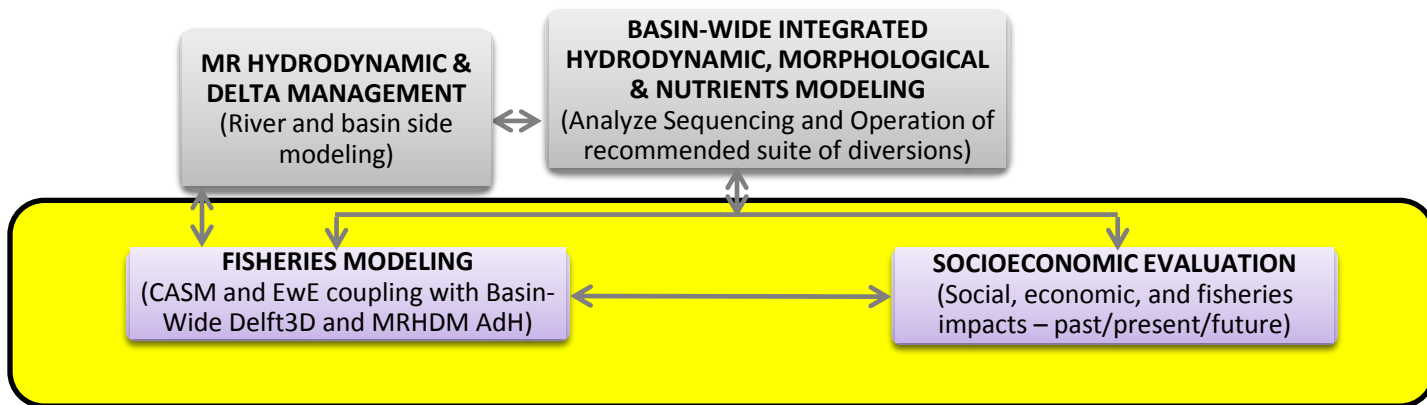 MR HYDRODYNAMIC &
DELTA MANAGEMENT
(River and basin side
modeling)
BASIN-WIDE INTEGRATED
HYDRODYNAMIC, MORPHOLOGICAL
& NUTRIENTS MODELING
(Analyze Sequencing and Operation of
recommended suite of diversions)
FISHERIES MODELING
(CASM and EwE coupling with Basin-
Wide Delft3D and MRHDM AdH)
SOCIOECONOMIC EVALUATION
(Social, economic, and fisheries
impacts – past/present/future)